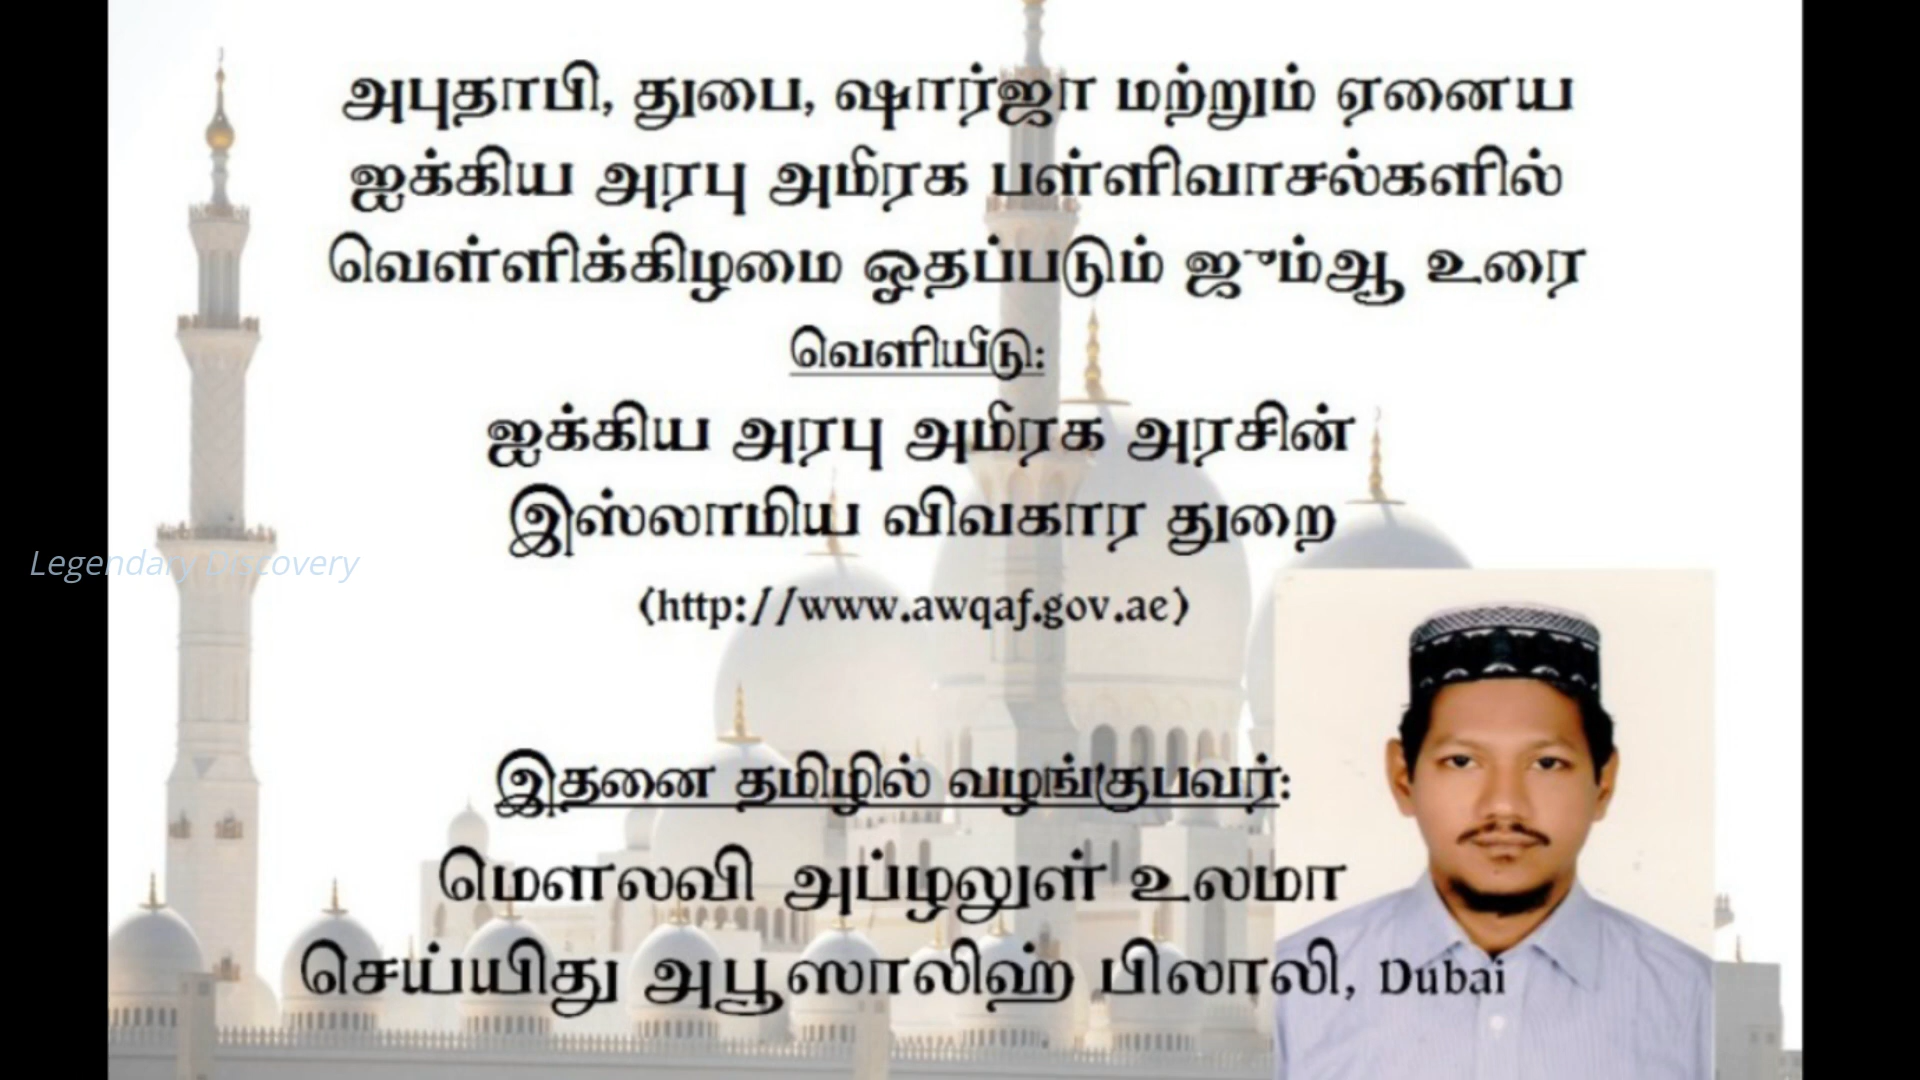 அபுதாபி, துபை, ஷார்ஜா மற்றும் ஏனைய
ஐக்கிய அரபு அமிரக பள்ளிவாசல்களில்
வெள்ளிக்கிழமை ஓதப்படும் ஜும்ஆ உரை
வெளியீடு:
ஐக்கிய அரபு அமிரக அரசின்
இஸ்லாமிய விவகார துறை
(http://www.awqaf.gov.ae)
Legendary Discovery
இதனை தமிழில் வழங்குபவர்:
மௌலவி அப்ழலுள் உலமா
செய்யிது அபூஸாலிஹ் பிலாலி, Dubai